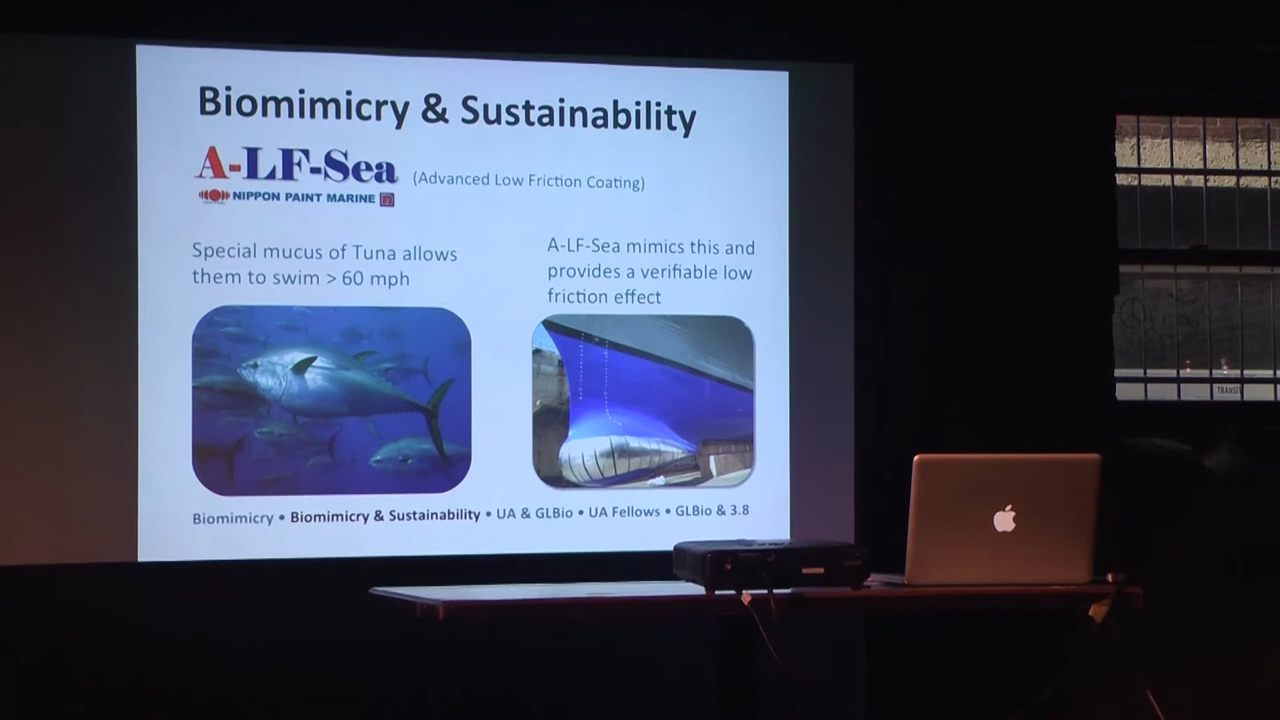 Biomimicry & Sustainability
A-LF-Sea
(Advanced Low Friction Coating)
NIPPON PAINT MARINE
Special mucus of Tuna allows
them to swim > 60 mph
A-LF-Sea mimics this and
provides a verifiable low
friction effect
Biomimicry • Biomimicry & Sustainability • UA & GLBio • UA Fellows • GLBio & 3.8
TRANSIT